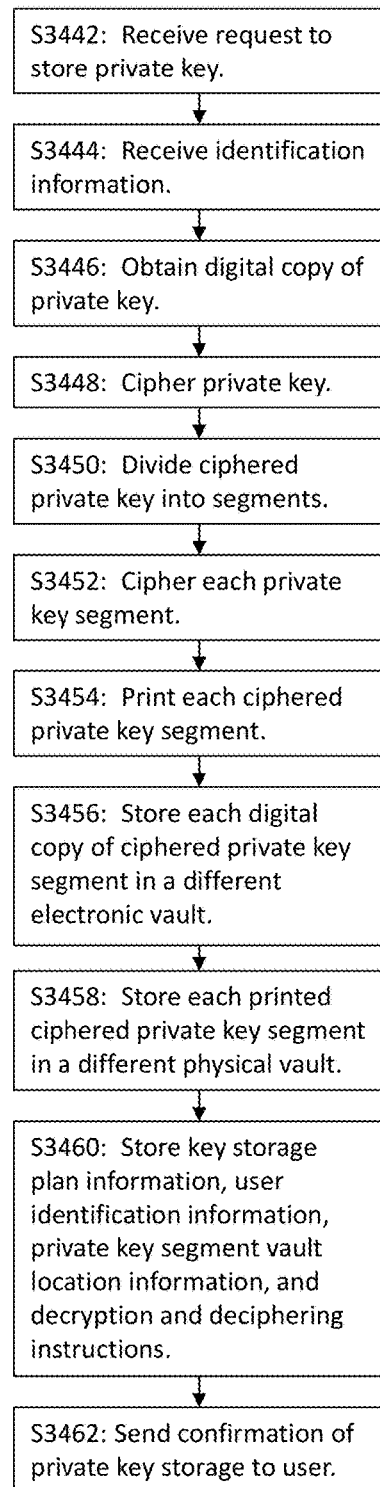 S3442:  Receive request to
store private key.
S3444:  Receive identification
information.
S3446:  Obtain digital copy of
private key.
S3448:  Cipher private key.
S3450:  Divide ciphered
private key into segments.
S3452:  Cipher each private
key segment.
S3454:  Print each ciphered
private key segment.
S3456:  Store each digital
copy of ciphered private key
segment in a different
electronic vault.
S3458:  Store each printed
ciphered private key segment
in a different physical vault.
S3460:  Store key storage
plan information, user
identification information,
private key segment vault
location information, and
decryption and deciphering
instructions.
S3462: Send confirmation of
private key storage to user.